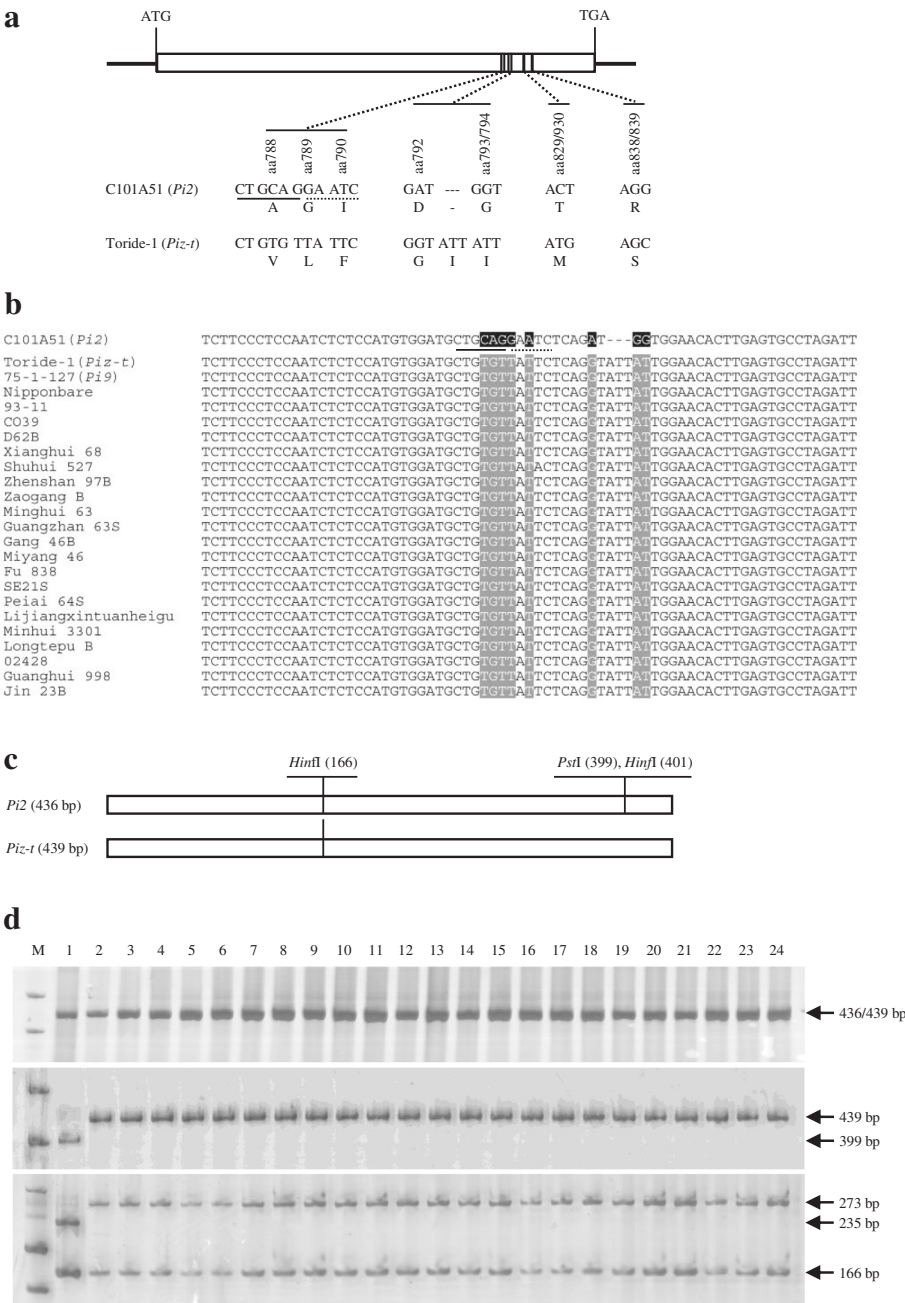 a
ATG TGA
aa788 aa789 aa790 aa792 aa793/794 aa829/930 aa838/839
C101A51 (Pi2) CT GCAG GA ATC GAT --- GGT ACT AGG
A G I D - G T R
Toride-1 (Piz-t) CT GTG TTA TTC GGT ATT ATT ATG AGC
V L F G I I M S
b
C101A51(Pi2) TCTTCCCTCCAATCTCTCCATGTGGATGCTGCAGGAATCTCAGAT---GGTGGAACACTTGAGTGCCTAGATT
Toride-1(Piz-t) TCTTCCCTCCAATCTCTCCATGTGGATGCTGTGTTATTCTCAGGTATTATTGGAACACTTGAGTGCCTAGATT
75-1-127(Pi9) TCTTCCCTCCAATCTCTCCATGTGGATGCTGTGTTATTCTCAGGTATTATTGGAACACTTGAGTGCCTAGATT
Nipponbare TCTTCCCTCCAATCTCTCCATGTGGATGCTGTGTTATTCTCAGGTATTATTGGAACACTTGAGTGCCTAGATT
93-11 TCTTCCCTCCAATCTCTCCATGTGGATGCTGTGTTATTCTCAGGTATTATTGGAACACTTGAGTGCCTAGATT
CO39 TCTTCCCTCCAATCTCTCCATGTGGATGCTGTGTTATTCTCAGGTATTATTGGAACACTTGAGTGCCTAGATT
D62B TCTTCCCTCCAATCTCTCCATGTGGATGCTGTGTTATTCTCAGGTATTATTGGAACACTTGAGTGCCTAGATT
Xianghui 68 TCTTCCCTCCAATCTCTCCATGTGGATGCTGTGTTATTCTCAGGTATTATTGGAACACTTGAGTGCCTAGATT
Shuhui 527 TCTTCCCTCCAATCTCTCCATGTGGATGCTGTGTTATACTCAGGTATTATTGGAACACTTGAGTGCCTAGATT
Zhenshan 97B TCTTCCCTCCAATCTCTCCATGTGGATGCTGTGTTATTCTCAGGTATTATTGGAACACTTGAGTGCCTAGATT
Zaogang B TCTTCCCTCCAATCTCTCCATGTGGATGCTGTGTTATTCTCAGGTATTATTGGAACACTTGAGTGCCTAGATT
Minghui 63 TCTTCCCTCCAATCTCTCCATGTGGATGCTGTGTTATTCTCAGGTATTATTGGAACACTTGAGTGCCTAGATT
Guangzhan 63S TCTTCCCTCCAATCTCTCCATGTGGATGCTGTGTTATTCTCAGGTATTATTGGAACACTTGAGTGCCTAGATT
Gang 46B TCTTCCCTCCAATCTCTCCATGTGGATGCTGTGTTATTCTCAGGTATTATTGGAACACTTGAGTGCCTAGATT
Miyang 46 TCTTCCCTCCAATCTCTCCATGTGGATGCTGTGTTATTCTCAGGTATTATTGGAACACTTGAGTGCCTAGATT
Fu 838 TCTTCCCTCCAATCTCTCCATGTGGATGCTGTGTTATTCTCAGGTATTATTGGAACACTTGAGTGCCTAGATT
SE21S TCTTCCCTCCAATCTCTCCATGTGGATGCTGTGTTATTCTCAGGTATTATTGGAACACTTGAGTGCCTAGATT
Peiai 64S TCTTCCCTCCAATCTCTCCATGTGGATGCTGTGTTATTCTCAGGTATTATTGGAACACTTGAGTGCCTAGATT
Lijiangxintuanheigu TCTTCCCTCCAATCTCTCCATGTGGATGCTGTGTTATTCTCAGGTATTATTGGAACACTTGAGTGCCTAGATT
Minhui 3301 TCTTCCCTCCAATCTCTCCATGTGGATGCTGTGTTATTCTCAGGTATTATTGGAACACTTGAGTGCCTAGATT
Longtepu B TCTTCCCTCCAATCTCTCCATGTGGATGCTGTGTTATTCTCAGGTATTATTGGAACACTTGAGTGCCTAGATT
02428 TCTTCCCTCCAATCTCTCCATGTGGATGCTGTGTTATTCTCAGGTATTATTGGAACACTTGAGTGCCTAGATT
Guanghui 998 TCTTCCCTCCAATCTCTCCATGTGGATGCTGTGTTATTCTCAGGTATTATTGGAACACTTGAGTGCCTAGATT
Jin 23B TCTTCCCTCCAATCTCTCCATGTGGATGCTGTGTTATTCTCAGGTATTATTGGAACACTTGAGTGCCTAGATT
c
HinfI (166) PstI (399), HinfI (401)
Pi2 (436 bp)
Piz-t (439 bp)
d
M 1 2 3 4 5 6 7 8 9 10 11 12 13 14 15 16 17 18 19 20 21 22 23 24
436/439 bp
439 bp
399 bp
273 bp
235 bp
166 bp